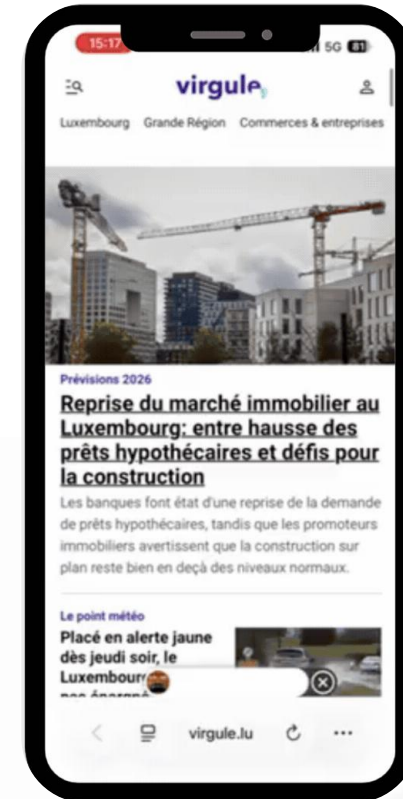 15:17
5G 81
virgule
Luxembourg Grande Région Commerces & entreprises
Prévisions 2026
Reprise du marché immobilier au
Luxembourg: entre hausse des
prêts hypothécaires et défis pour
la construction
Les banques font état d'une reprise de la demande
de prêts hypothécaires, tandis que les promoteurs
immobiliers avertissent que la construction sur
plan reste bien en deçà des niveaux normaux.
Le point météo
Placé en alerte jaune
dès jeudi soir, le
virgule.lu